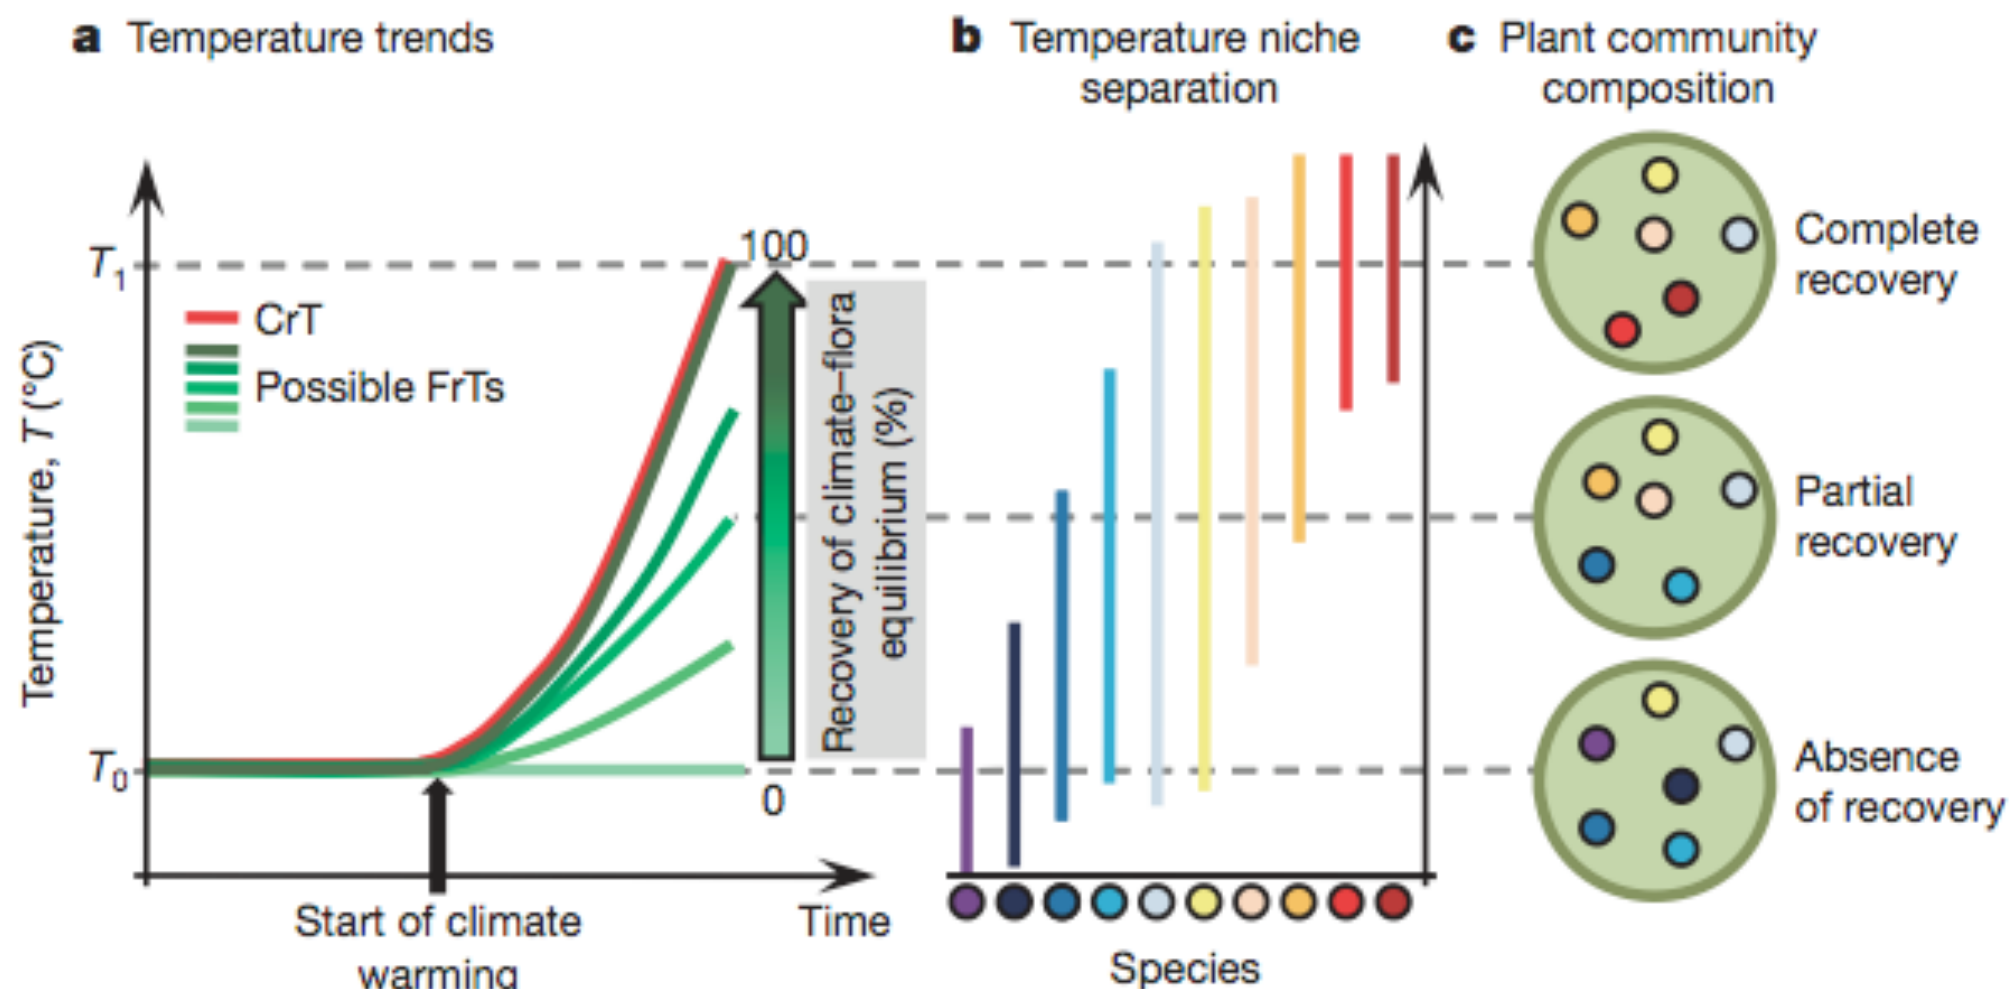 a Temperature trends
b Temperature niche
separation
c Plant community
composition
Temperature, T (°C)
T1
T0
CrT
Possible FrTs
100
0
Recovery of climate–flora
equilibrium (%)
Start of climate
warming
Time
Species
Complete
recovery
Partial
recovery
Absence
of recovery